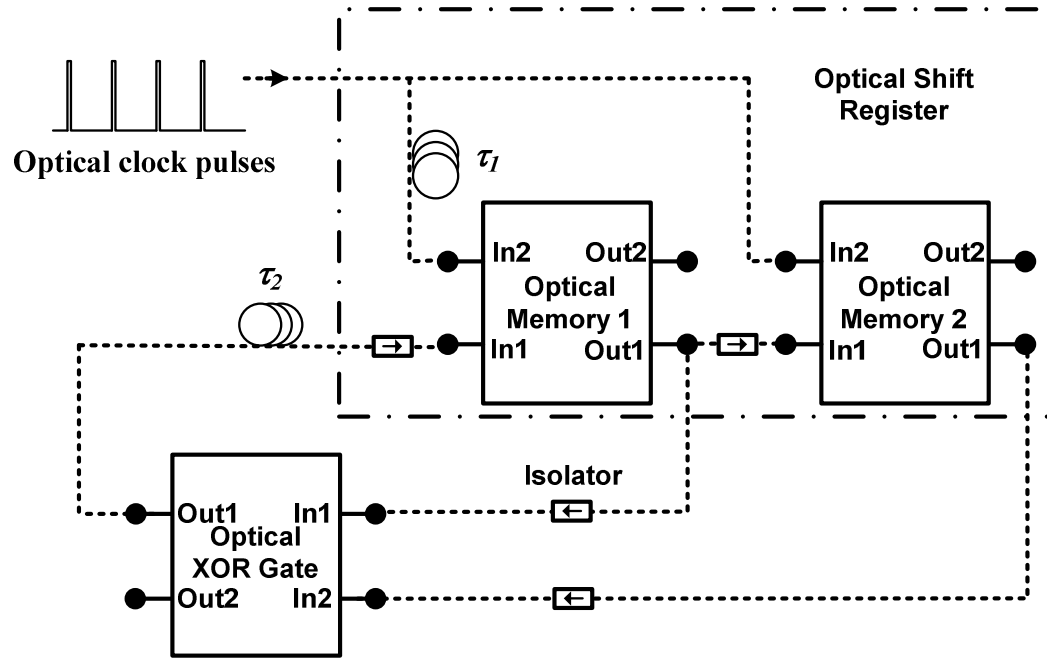 Optical Shift
Register
Optical clock pulses
τ1
In2
Out2
Optical
Memory 1
In1
Out1
In2
Out2
Optical
Memory 2
In1
Out1
τ2
Isolator
Out1
In1
Optical
XOR Gate
Out2
In2